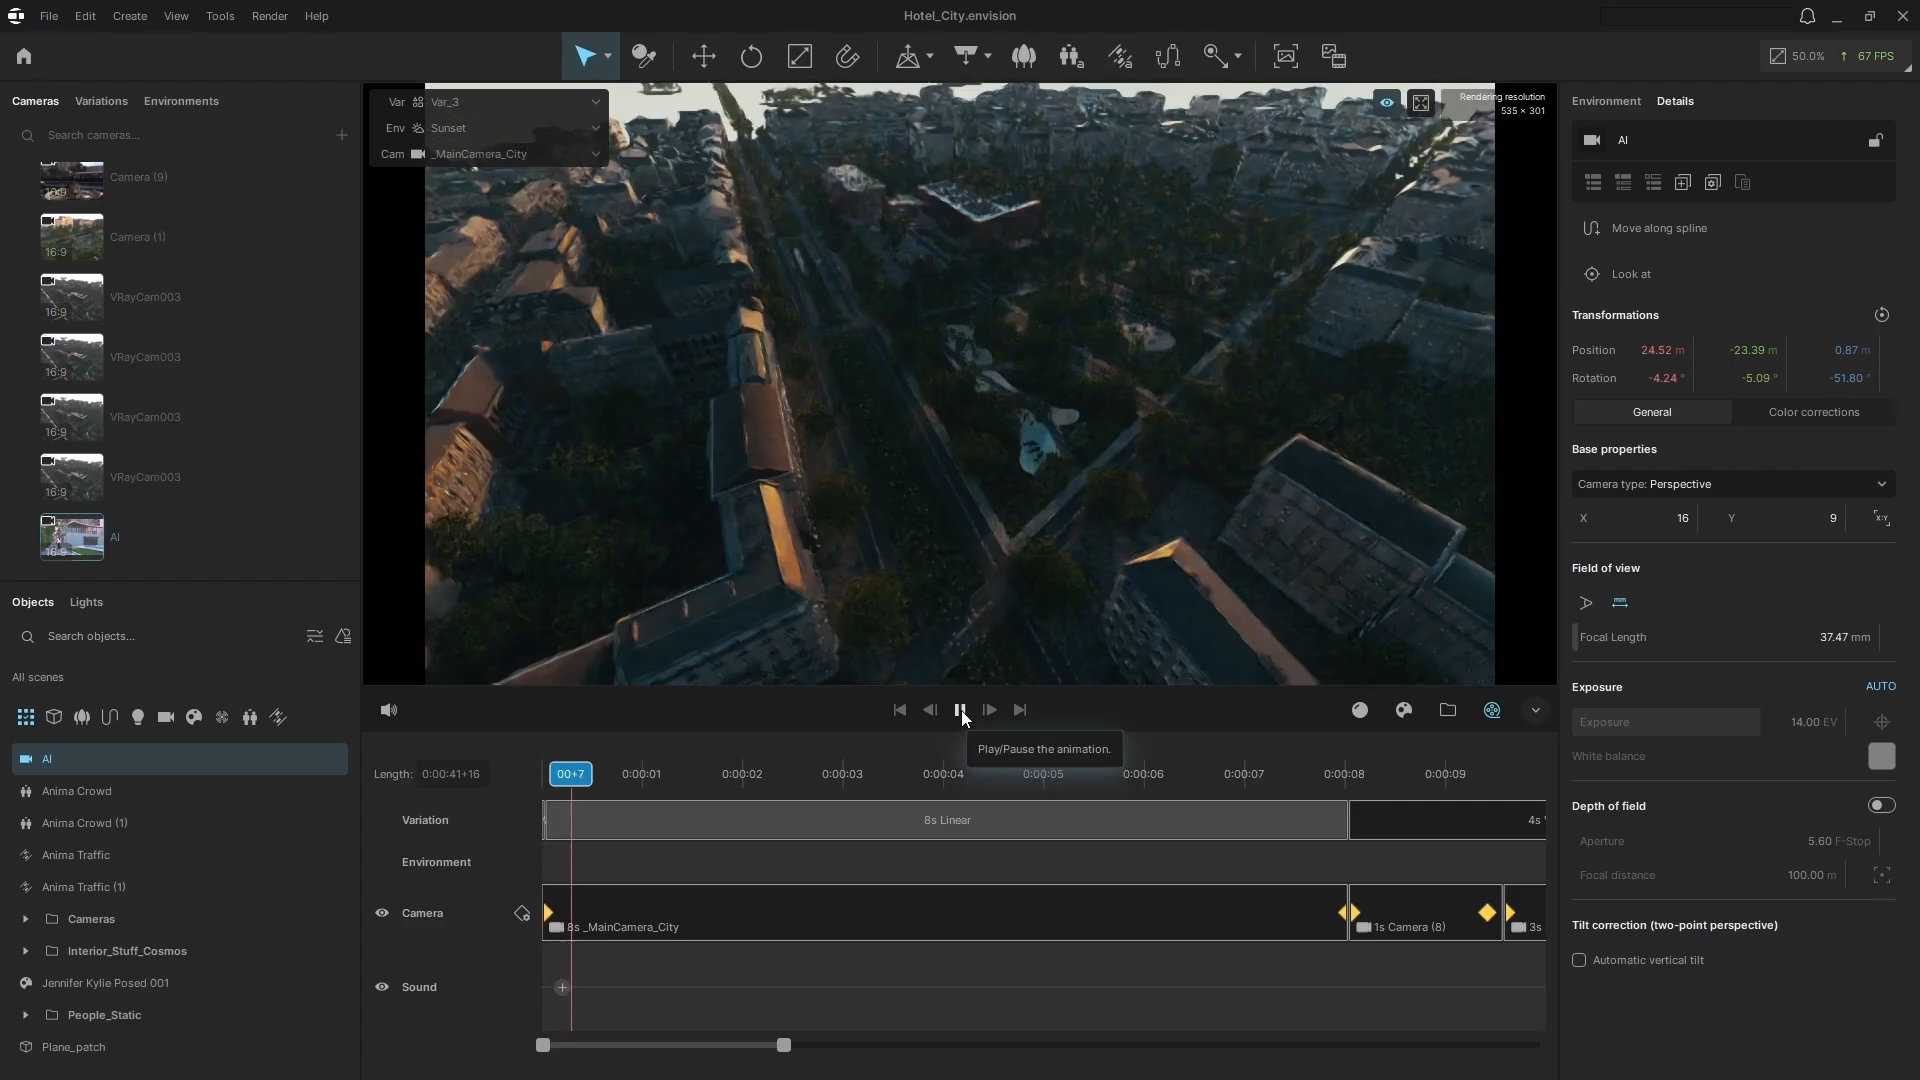 File Edit Create View Tools Render Help
Hotel_City.envision
50.0% ↑ 67 FPS
Cameras Variations Environments
Search cameras...
16:9 Camera (9)
16:9 Camera (1)
16:9 VRayCam003
16:9 VRayCam003
16:9 VRayCam003
16:9 VRayCam003
16:9 AI
Objects Lights
Search objects...
All scenes
AI
Anima Crowd
Anima Crowd (1)
Anima Traffic
Anima Traffic (1)
Cameras
Interior_Stuff_Cosmos
Jennifer Kylie Posed 001
People_Static
Plane_patch
Var Var_3
Env Sunset
Cam _MainCamera_City
Rendering resolution
535 × 301
Play/Pause the animation.
Length: 0:00:41+16
00+7 0:00:01 0:00:02 0:00:03 0:00:04 0:00:05 0:00:06 0:00:07 0:00:08 0:00:09
Variation 8s Linear 4s
Environment
Camera
8s _MainCamera_City 1s Camera (8) 3s
Sound
Environment Details
AI
Move along spline
Look at
Transformations
Position 24.52 m -23.39 m 0.87 m
Rotation -4.24 ° -5.09 ° -51.80 °
General Color corrections
Base properties
Camera type: Perspective
X 16 Y 9 X:Y
Field of view
mm
Focal Length 37.47 mm
Exposure AUTO
Exposure 14.00 EV
White balance
Depth of field
Aperture 5.60 F-Stop
Focal distance 100.00 m
Tilt correction (two-point perspective)
Automatic vertical tilt